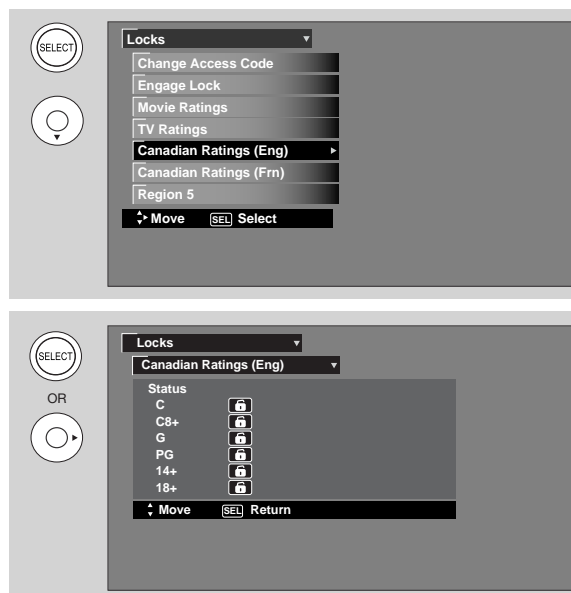 SELECT
Locks
Change Access Code
Engage Lock
Movie Ratings
TV Ratings
Canadian Ratings (Eng)
Canadian Ratings (Frn)
Region 5
Move SEL Select
SELECT
OR
Locks
Canadian Ratings (Eng)
Status
C
C8+
G
PG
14+
18+
Move SEL Return